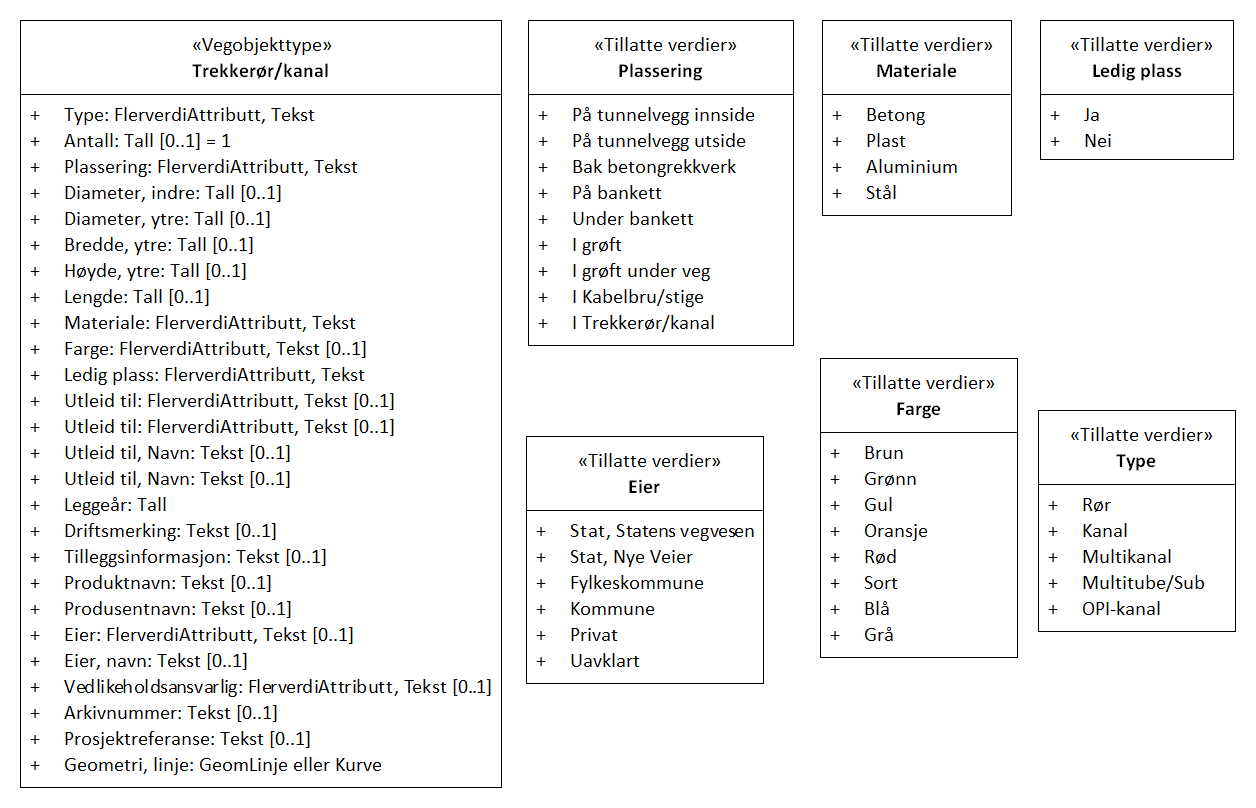 «Vegobjekttype»
Trekkerør/kanal
+ Type: FlerverdiAttributt, Tekst
+ Antall: Tall [0..1] = 1
+ Plassering: FlerverdiAttributt, Tekst
+ Diameter, indre: Tall [0..1]
+ Diameter, ytre: Tall [0..1]
+ Bredde, ytre: Tall [0..1]
+ Høyde, ytre: Tall [0..1]
+ Lengde: Tall [0..1]
+ Materiale: FlerverdiAttributt, Tekst
+ Farge: FlerverdiAttributt, Tekst [0..1]
+ Ledig plass: FlerverdiAttributt, Tekst
+ Utleid til: FlerverdiAttributt, Tekst [0..1]
+ Utleid til: FlerverdiAttributt, Tekst [0..1]
+ Utleid til, Navn: Tekst [0..1]
+ Utleid til, Navn: Tekst [0..1]
+ Leggeår: Tall
+ Driftsmerking: Tekst [0..1]
+ Tilleggsinformasjon: Tekst [0..1]
+ Produktnavn: Tekst [0..1]
+ Produsentnavn: Tekst [0..1]
+ Eier: FlerverdiAttributt, Tekst [0..1]
+ Eier, navn: Tekst [0..1]
+ Vedlikeholdsansvarlig: FlerverdiAttributt, Tekst [0..1]
+ Arkivnummer: Tekst [0..1]
+ Prosjektreferanse: Tekst [0..1]
+ Geometri, linje: GeomLinje eller Kurve
«Tillatte verdier»
Plassering
+ På tunnelvegg innside
+ På tunnelvegg utside
+ Bak betongrekkverk
+ På bankett
+ Under bankett
+ I grøft
+ I grøft under veg
+ I Kabelbru/stige
+ I Trekkerør/kanal
«Tillatte verdier»
Materiale
+ Betong
+ Plast
+ Aluminium
+ Stål
«Tillatte verdier»
Ledig plass
+ Ja
+ Nei
«Tillatte verdier»
Eier
+ Stat, Statens vegvesen
+ Stat, Nye Veier
+ Fylkeskommune
+ Kommune
+ Privat
+ Uavklart
«Tillatte verdier»
Farge
+ Brun
+ Grønn
+ Gul
+ Oransje
+ Rød
+ Sort
+ Blå
+ Grå
«Tillatte verdier»
Type
+ Rør
+ Kanal
+ Multikanal
+ Multitube/Sub
+ OPI-kanal